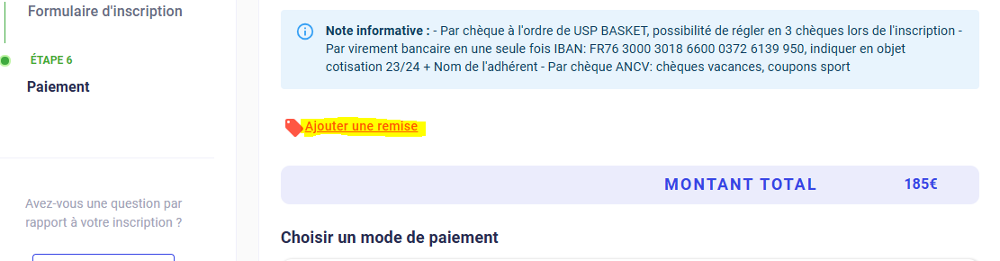 Formulaire d'inscription
ÉTAPE 6
Paiement
Avez-vous une question par
rapport à votre inscription ?
Note informative : - Par chèque à l'ordre de USP BASKET, possibilité de régler en 3 chèques lors de l'inscription -
Par virement bancaire en une seule fois IBAN: FR76 3000 3018 6600 0372 6139 950, indiquer en objet
cotisation 23/24 + Nom de l'adhérent - Par chèque ANCV: chèques vacances, coupons sport
Ajouter une remise
MONTANT TOTAL 185€
Choisir un mode de paiement